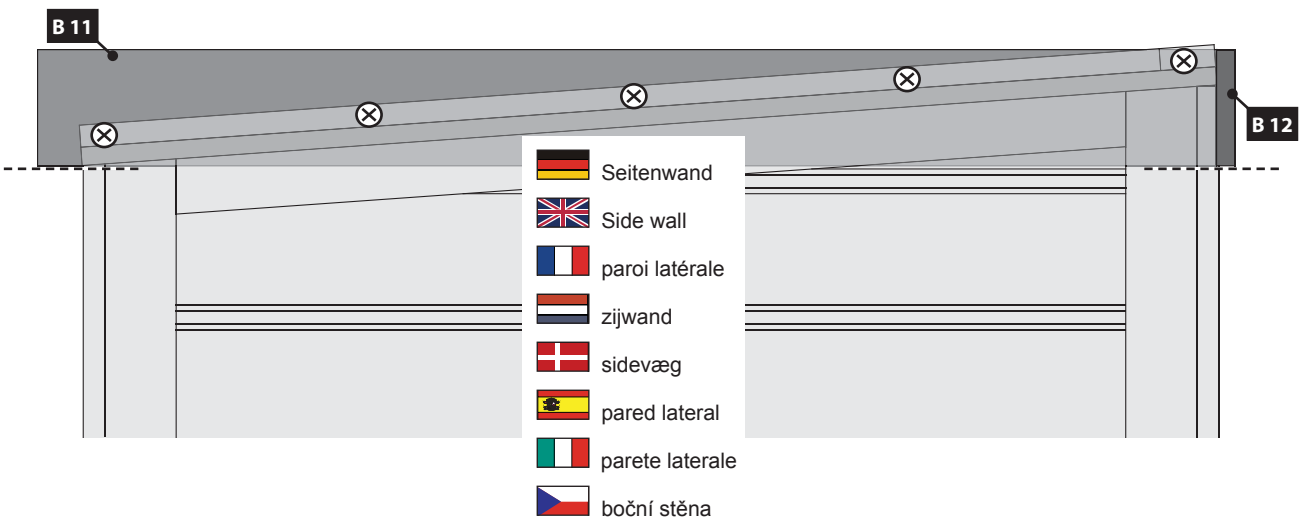 B 11
B 12
Seitenwand
Side wall
paroi latérale
zijwand
sidevæg
pared lateral
parete laterale
boční stěna